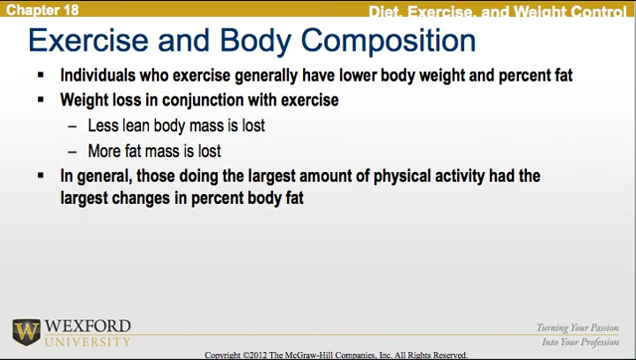 Chapter 18
Diet, Exercise, and Weight Control
Exercise and Body Composition
▪ Individuals who exercise generally have lower body weight and percent fat
▪ Weight loss in conjunction with exercise
– Less lean body mass is lost
– More fat mass is lost
▪ In general, those doing the largest amount of physical activity had the
largest changes in percent body fat
W WEXFORD
UNIVERSITY
Turning Your Passion
Into Your Profession
Copyright ©2012 The McGraw-Hill Companies, Inc. All Rights Reserved.